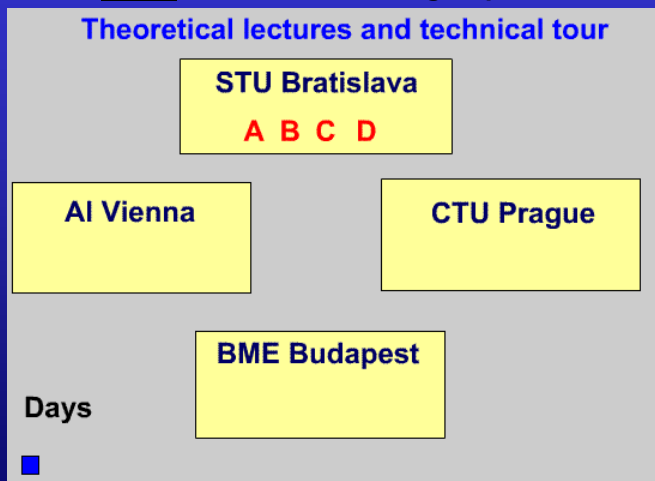 Theoretical lectures and technical tour
STU Bratislava
A B C D
AI Vienna
CTU Prague
BME Budapest
Days